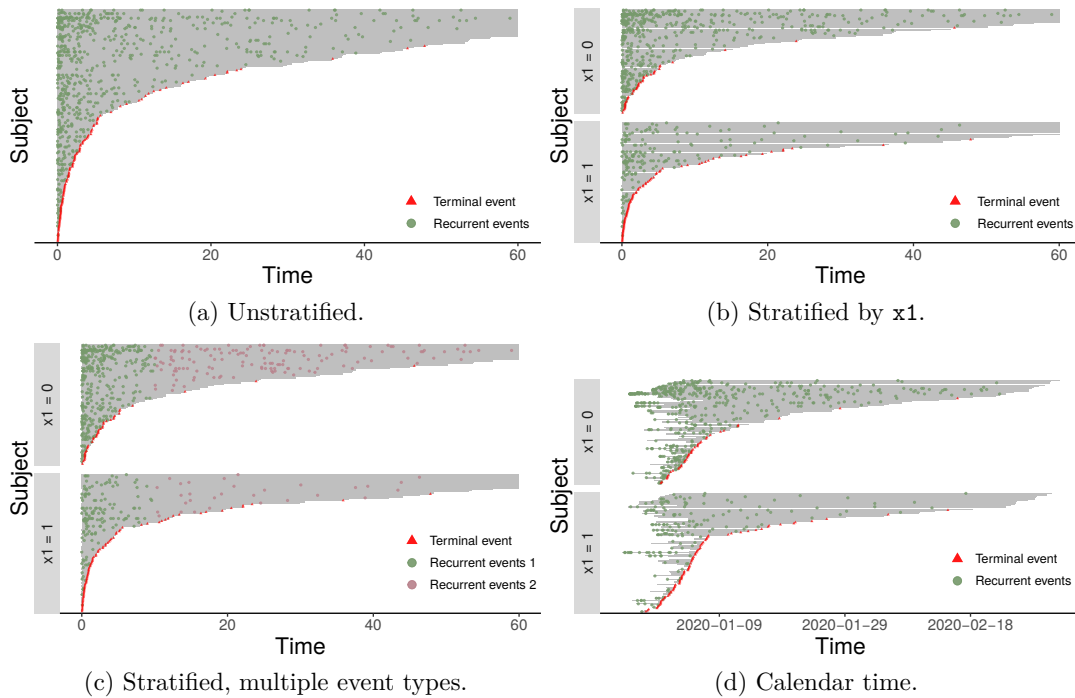 Subject
Terminal event
Recurrent events
0 20 40 60
Time
(a) Unstratified.
Subject
x1 = 0
x1 = 1
Terminal event
Recurrent events
0 20 40 60
Time
(b) Stratified by x1.
Subject
x1 = 0
x1 = 1
Terminal event
Recurrent events 1
Recurrent events 2
0 20 40 60
Time
(c) Stratified, multiple event types.
Subject
x1 = 0
x1 = 1
Terminal event
Recurrent events
2020-01-09 2020-01-29 2020-02-18
Time
(d) Calendar time.